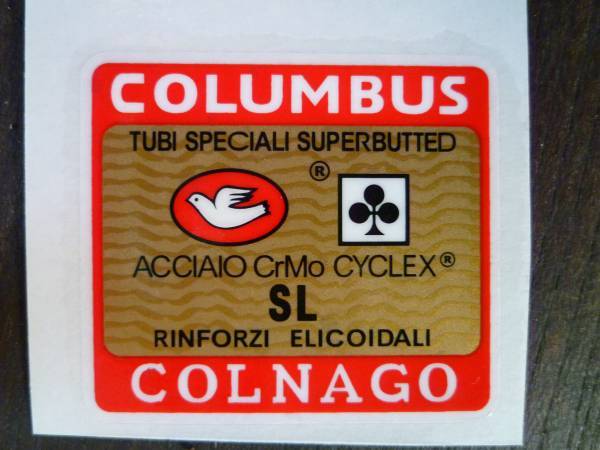 COLUMBUS
TUBI SPECIALI SUPERBUTTED
®
ACCIAIO CrMo CYCLEX®
SL
RINFORZI ELICOIDALI
COLNAGO